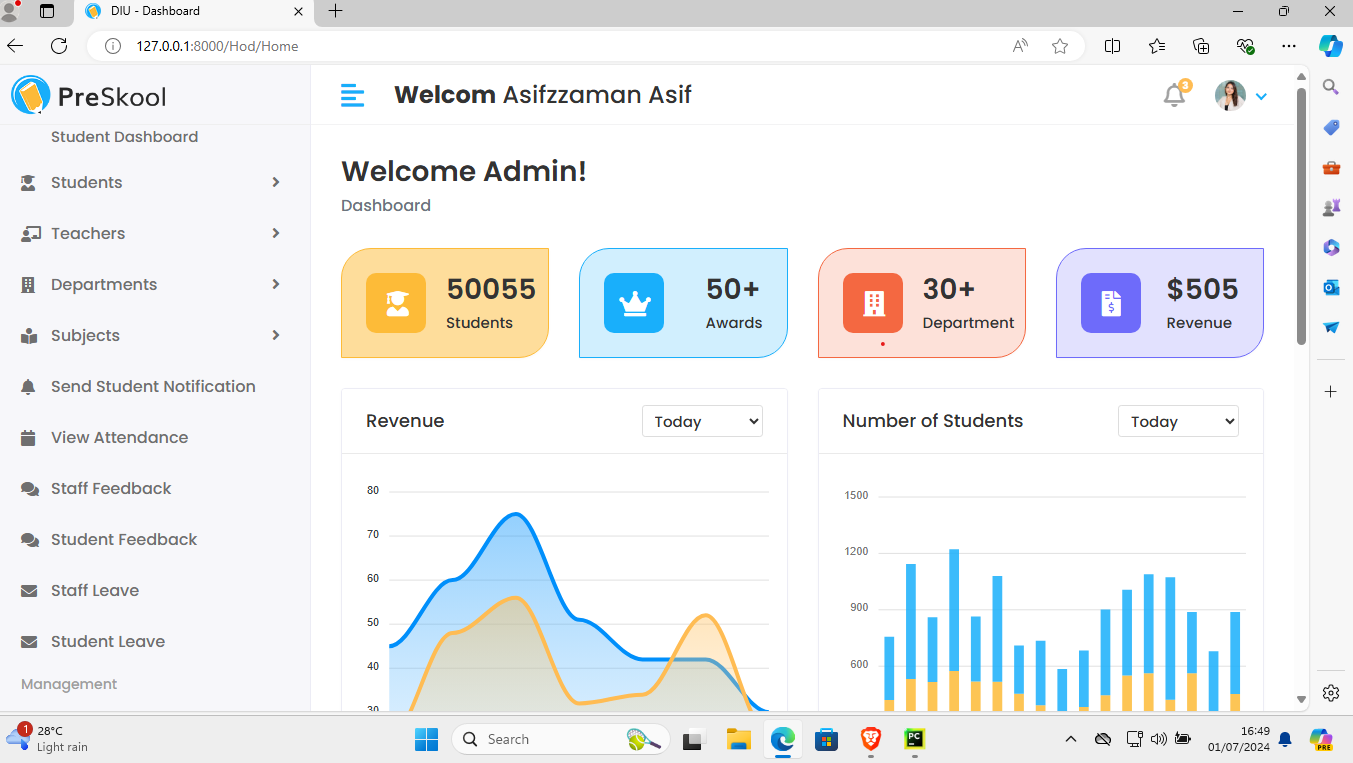 DIU - Dashboard
127.0.0.1:8000/Hod/Home
PreSkool
Welcom Asifzzaman Asif
3
Student Dashboard
Students
Teachers
Departments
Subjects
Send Student Notification
View Attendance
Staff Feedback
Student Feedback
Staff Leave
Student Leave
Management
Welcome Admin!
Dashboard
50055
Students
50+
Awards
30+
Department
$505
Revenue
Revenue
Today
80
70
60
50
40
30
Number of Students
Today
1500
1200
900
600
1
28°C
Light rain
Search
PC
16:49
01/07/2024
PRE